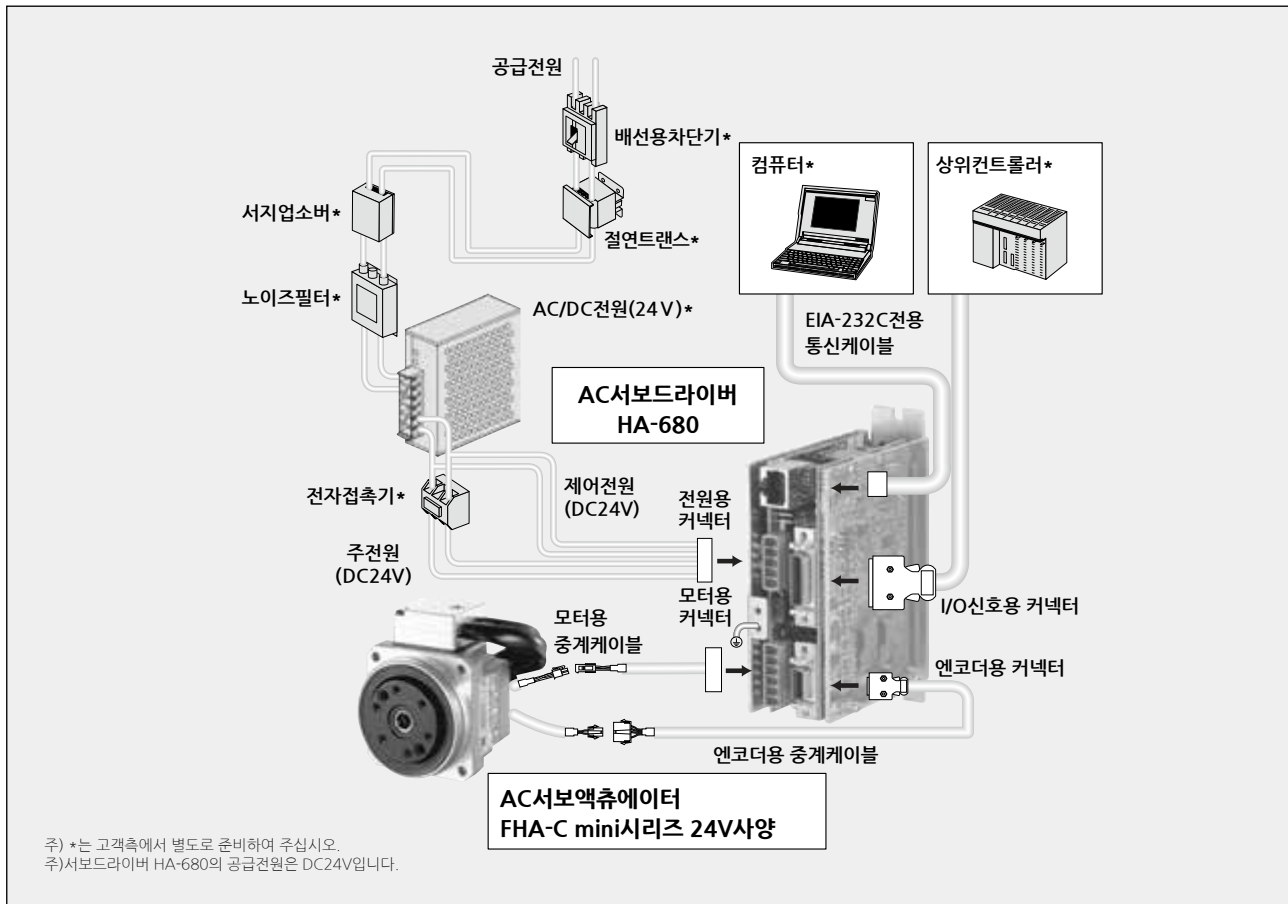 공급전원
배선용차단기*
서지업소버*
절연트랜스*
노이즈필터*
AC/DC전원(24V)*
컴퓨터*
상위컨트롤러*
EIA-232C전용
통신케이블
AC서보드라이버
HA-680
전자접촉기*
제어전원
(DC24V)
전원용
커넥터
주전원
(DC24V)
모터용
커넥터
I/O신호용 커넥터
모터용
중계케이블
엔코더용 커넥터
엔코더용 중계케이블
AC서보액츄에이터
FHA-C mini시리즈 24V사양
주) *는 고객측에서 별도로 준비하여 주십시오.
주)서보드라이버 HA-680의 공급전원은 DC24V입니다.